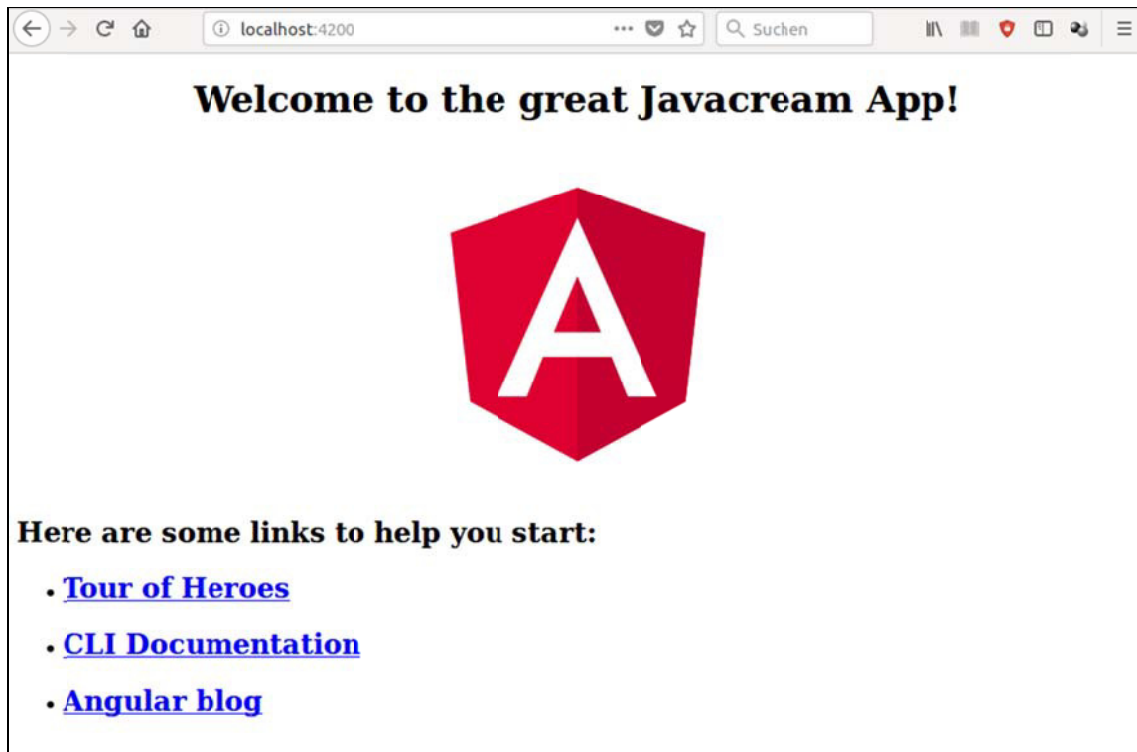 localhost:4200
Suchen
Welcome to the great Javacream App!
A
Here are some links to help you start:
• Tour of Heroes
• CLI Documentation
• Angular blog